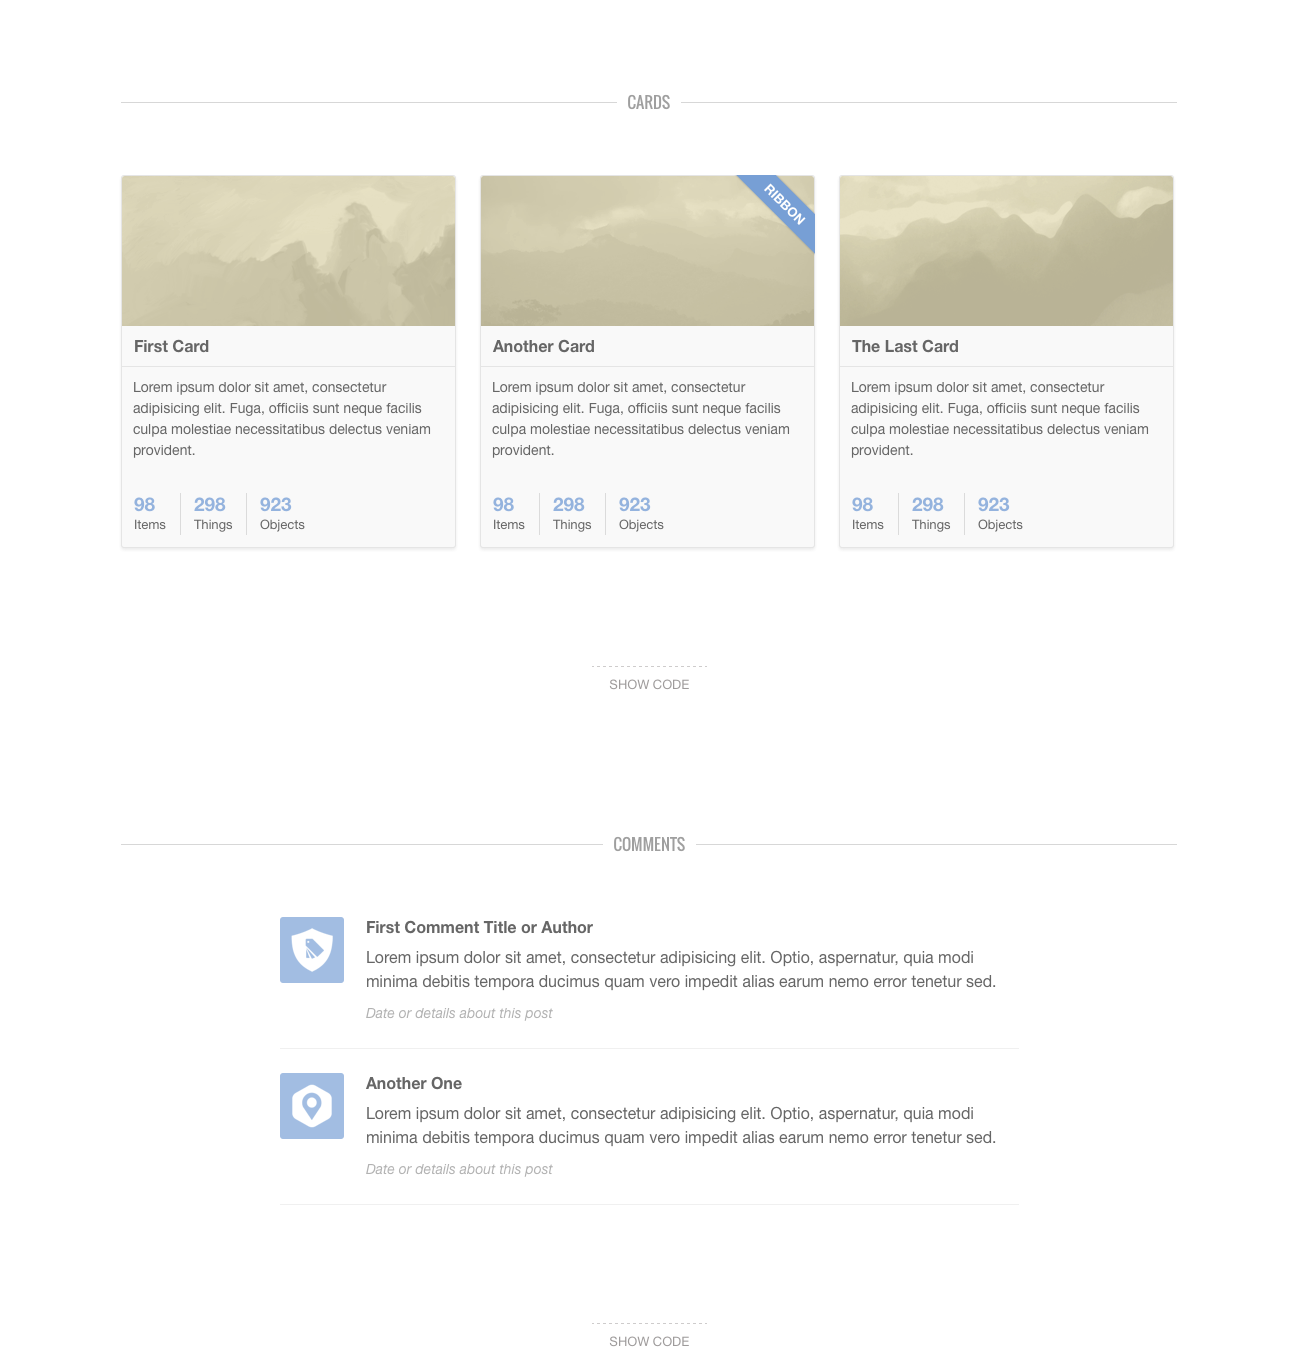 CARDS
RIBBON
First Card
Lorem ipsum dolor sit amet, consectetur
adipisicing elit. Fuga, officiis sunt neque facilis
culpa molestiae necessitatibus delectus veniam
provident.
98 298 923
Items Things Objects
Another Card
Lorem ipsum dolor sit amet, consectetur
adipisicing elit. Fuga, officiis sunt neque facilis
culpa molestiae necessitatibus delectus veniam
provident.
98 298 923
Items Things Objects
The Last Card
Lorem ipsum dolor sit amet, consectetur
adipisicing elit. Fuga, officiis sunt neque facilis
culpa molestiae necessitatibus delectus veniam
provident.
98 298 923
Items Things Objects
SHOW CODE
COMMENTS
First Comment Title or Author
Lorem ipsum dolor sit amet, consectetur adipisicing elit. Optio, aspernatur, quia modi
minima debitis tempora ducimus quam vero impedit alias earum nemo error tenetur sed.
Date or details about this post
Another One
Lorem ipsum dolor sit amet, consectetur adipisicing elit. Optio, aspernatur, quia modi
minima debitis tempora ducimus quam vero impedit alias earum nemo error tenetur sed.
Date or details about this post
SHOW CODE